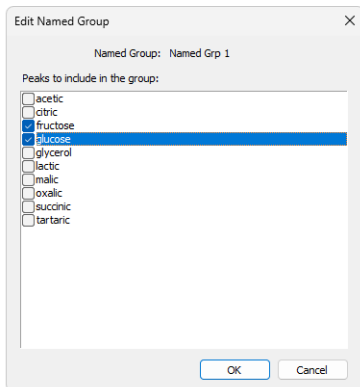 Edit Named Group
Named Group: Named Grp 1
Peaks to include in the group:
acetic
citric
fructose
glucose
glycerol
lactic
malic
oxalic
succinic
tartaric
OK Cancel